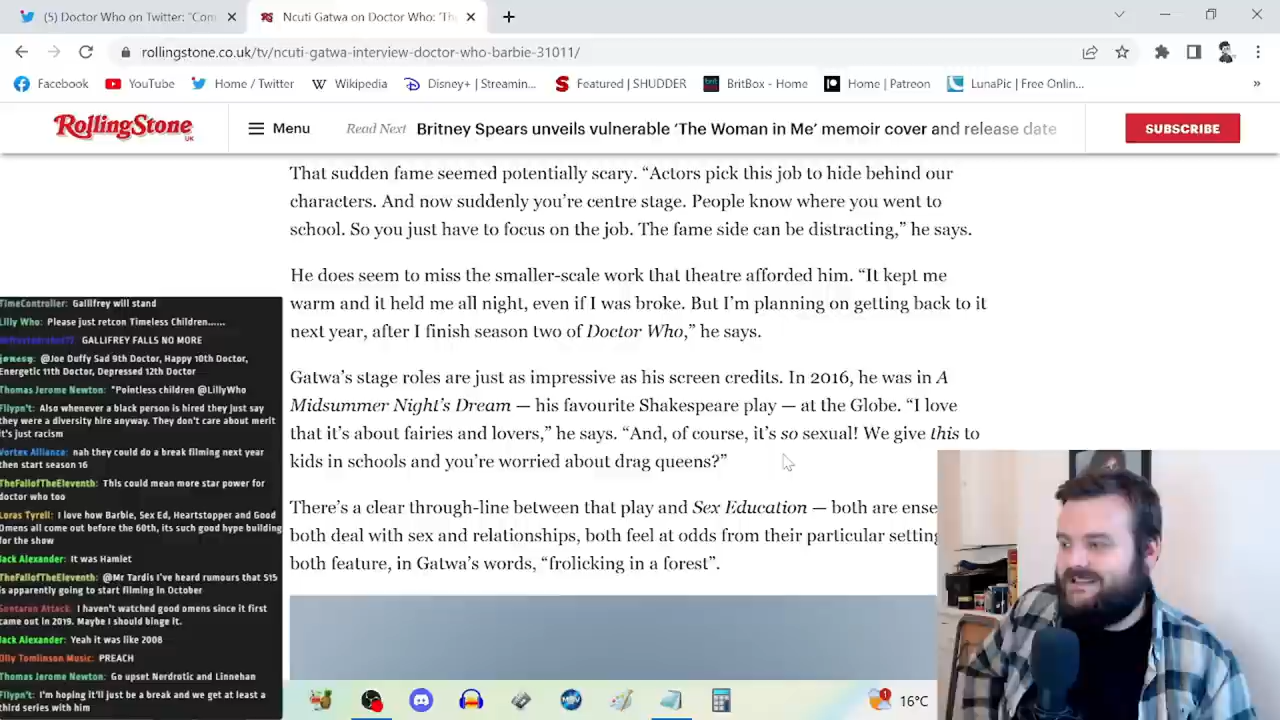 (5) Doctor Who on Twitter: "Com
Ncuti Gatwa on Doctor Who: 'Th
rollingstone.co.uk/tv/ncuti-gatwa-interview-doctor-who-barbie-31011/
Facebook
YouTube
Home / Twitter
Wikipedia
Disney+ | Streamin...
Featured | SHUDDER
BritBox - Home
Home | Patreon
LunaPic | Free Onlin...
RollingStone
UK
Menu
Read Next Britney Spears unveils vulnerable 'The Woman in Me' memoir cover and release date
SUBSCRIBE
That sudden fame seemed potentially scary. “Actors pick this job to hide behind our
characters. And now suddenly you’re centre stage. People know where you went to
school. So you just have to focus on the job. The fame side can be distracting,” he says.
He does seem to miss the smaller-scale work that theatre afforded him. “It kept me
warm and it held me all night, even if I was broke. But I’m planning on getting back to it
next year, after I finish season two of Doctor Who,” he says.
Gatwa’s stage roles are just as impressive as his screen credits. In 2016, he was in A
Midsummer Night’s Dream — his favourite Shakespeare play — at the Globe. “I love
that it’s about fairies and lovers,” he says. “And, of course, it’s so sexual! We give this to
kids in schools and you’re worried about drag queens?”
There’s a clear through-line between that play and Sex Education — both are ense
both deal with sex and relationships, both feel at odds from their particular setting
both feature, in Gatwa’s words, “frolicking in a forest”.
TimeController: Gallifrey will stand
Lilly Who: Please just retcon Timeless Children......
GALLIFREY FALLS NO MORE
@Joe Duffy Sad 9th Doctor, Happy 10th Doctor,
Energetic 11th Doctor, Depressed 12th Doctor
Thomas Jerome Newton: *Pointless children @LillyWho
Fllypn't: Also whenever a black person is hired they just say
they were a diversity hire anyway. They don't care about merit
it's just racism
Vortex Alliance: nah they could do a break filming next year
then start season 16
TheFallofTheEleventh: This could mean more star power for
doctor who too
Loras Tyrell: I love how Barbie, Sex Ed, Heartstopper and Good
Omens all come out before the 60th, its such good hype building
for the show
Jack Alexander: It was Hamlet
TheFallofTheEleventh: @Mr Tardis I've heard rumours that S15
is apparently going to start filming in October
Sontaron Attack: I haven't watched good omens since it first
came out in 2019. Maybe I should binge it.
Jack Alexander: Yeah it was like 2008
Olly Tomlinson Music: PREACH
Thomas Jerome Newton: Go upset Nerdrotic and Linnehan
Fllypn't: I'm hoping it'll just be a break and we get at least a
third series with him
16°C